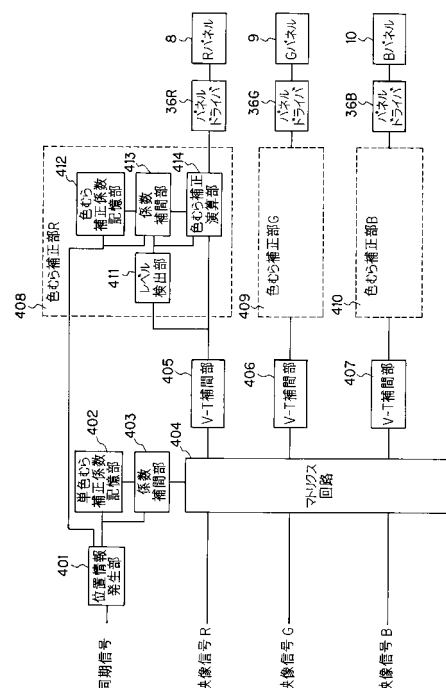 同期信号
401
位置情報
発生部
402
単色むら
補正係数
記憶部
403
係数
補間部
404
マトリクス
回路
映像信号R
映像信号G
映像信号B
405
V-T補間部
406
V-T補間部
407
V-T補間部
408
色むら補正部R
411
レベル
検出部
412
色むら
補正係数
記憶部
413
係数
補間部
414
色むら補正
演算部
409
色むら補正部G
410
色むら補正部B
36R
パネル
ドライバ
8
Rパネル
36G
パネル
ドライバ
9
Gパネル
36B
パネル
ドライバ
10
Bパネル